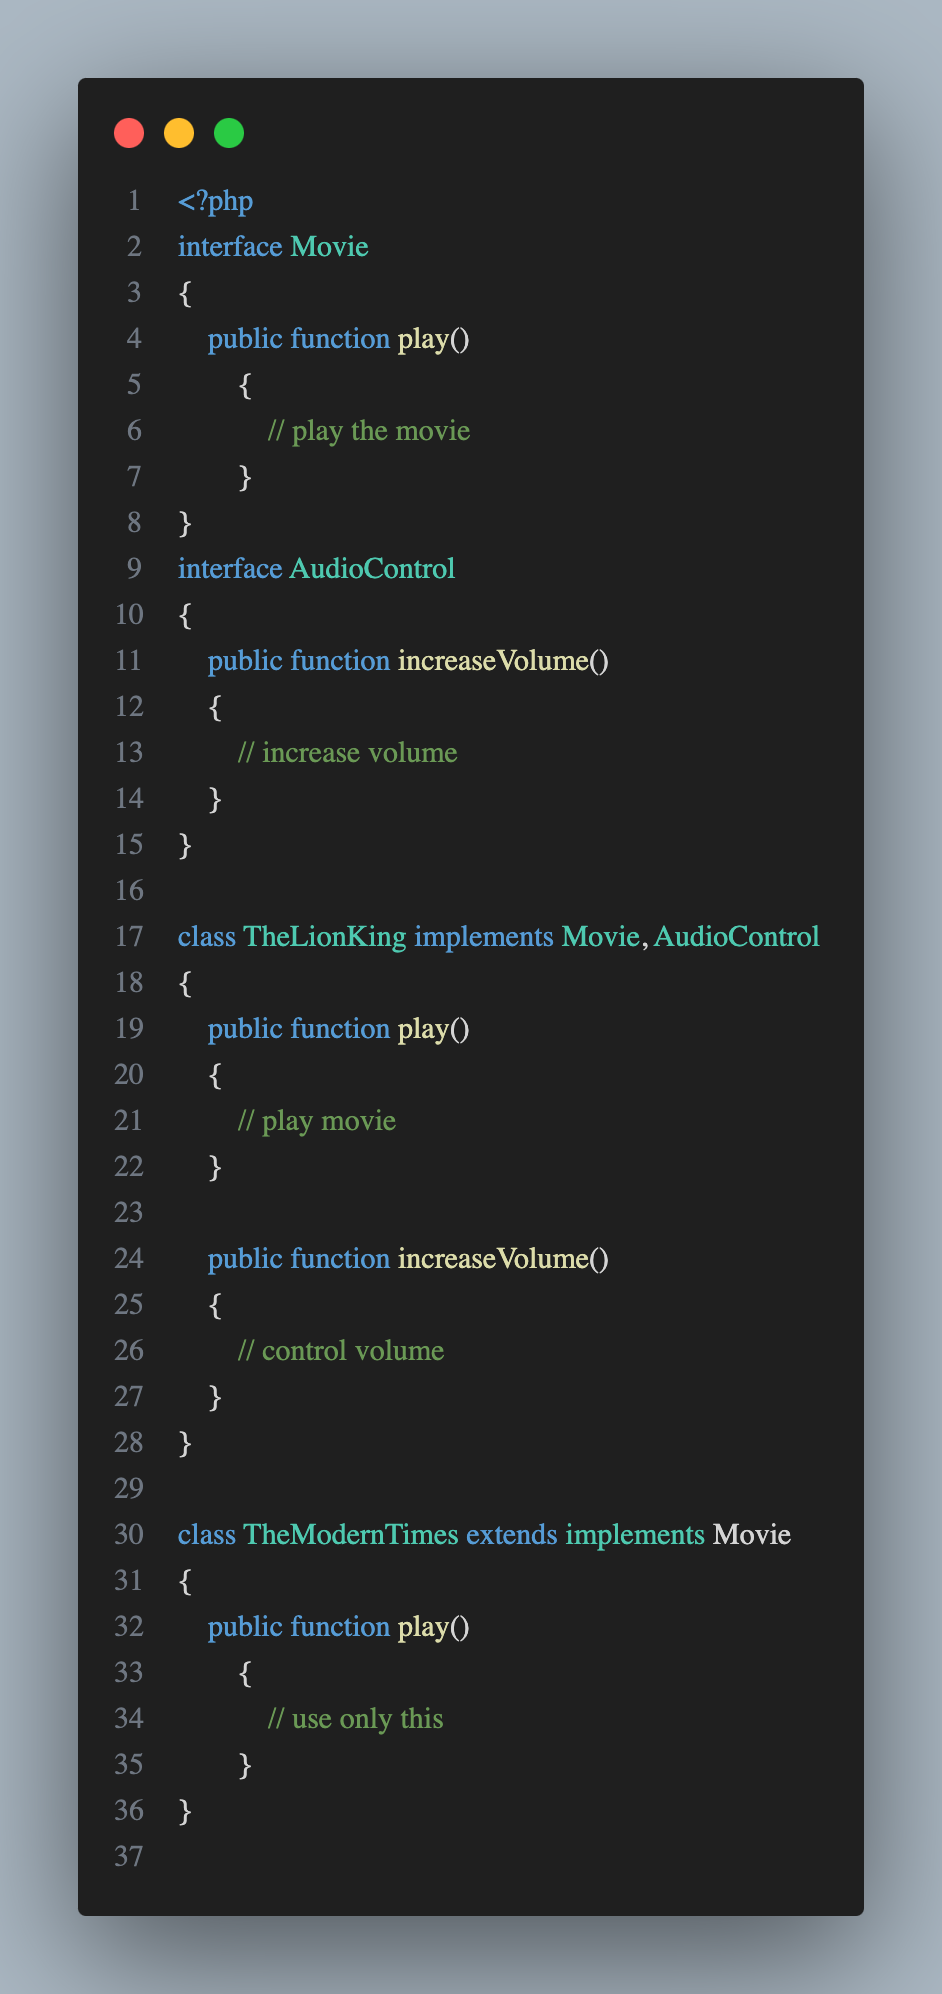 1 <?php
2 interface Movie
3 {
4     public function play()
5         {
6             // play the movie
7         }
8 }
9 interface AudioControl
10 {
11     public function increaseVolume()
12     {
13         // increase volume
14     }
15 }
16
17 class TheLionKing implements Movie, AudioControl
18 {
19     public function play()
20     {
21         // play movie
22     }
23
24     public function increaseVolume()
25     {
26         // control volume
27     }
28 }
29
30 class TheModernTimes extends implements Movie
31 {
32     public function play()
33         {
34             // use only this
35         }
36 }
37